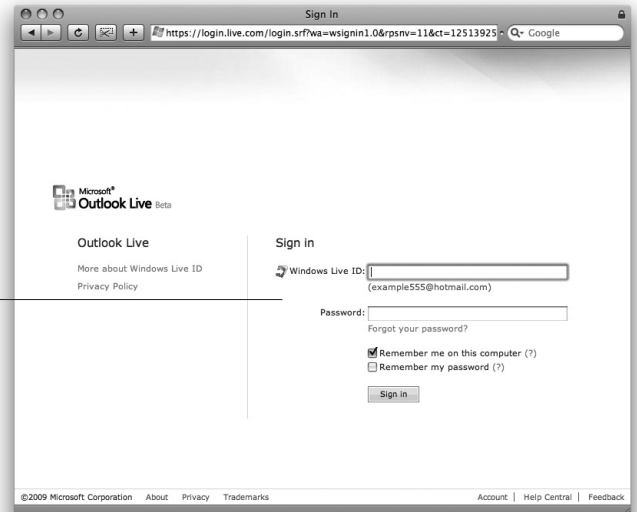 Sign In
https://login.live.com/login.srf?wa=wsignin1.0&rpsnv=11&ct=12513925
Google
Microsoft®
Outlook Live Beta
Outlook Live
More about Windows Live ID
Privacy Policy
Sign in
Windows Live ID:
(example555@hotmail.com)
Password:
Forgot your password?
Remember me on this computer (?)
Remember my password (?)
Sign in
©2009 Microsoft Corporation About Privacy Trademarks Account | Help Central | Feedback